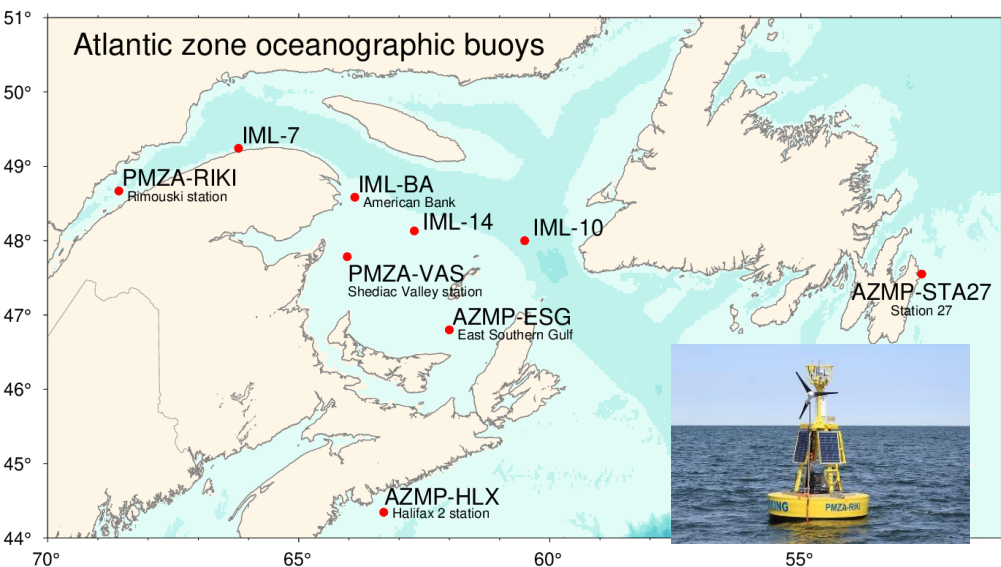 51°
Atlantic zone oceanographic buoys
50°
IML-7
49°
PMZA-RIKI
Rimouski station
IML-BA
American Bank
IML-14
IML-10
48°
PMZA-VAS
Shediac Valley station
AZMP-STA27
Station 27
47°
AZMP-ESG
East Southern Gulf
46°
45°
AZMP-HLX
Halifax 2 station
KING PMZA-RIKI
44°
70° 65° 60° 55°